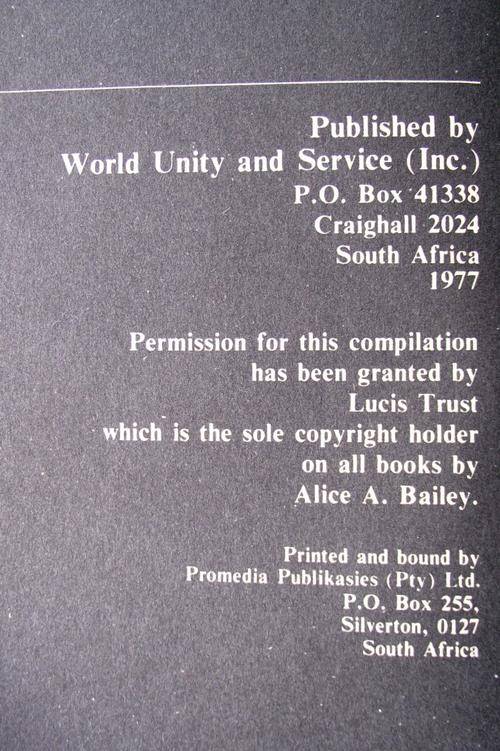 Published by
World Unity and Service (Inc.)
P.O. Box 41338
Craighall 2024
South Africa
1977
Permission for this compilation
has been granted by
Lucis Trust
which is the sole copyright holder
on all books by
Alice A. Bailey.
Printed and bound by
Promedia Publikasies (Pty) Ltd.
P.O. Box 255,
Silverton, 0127
South Africa